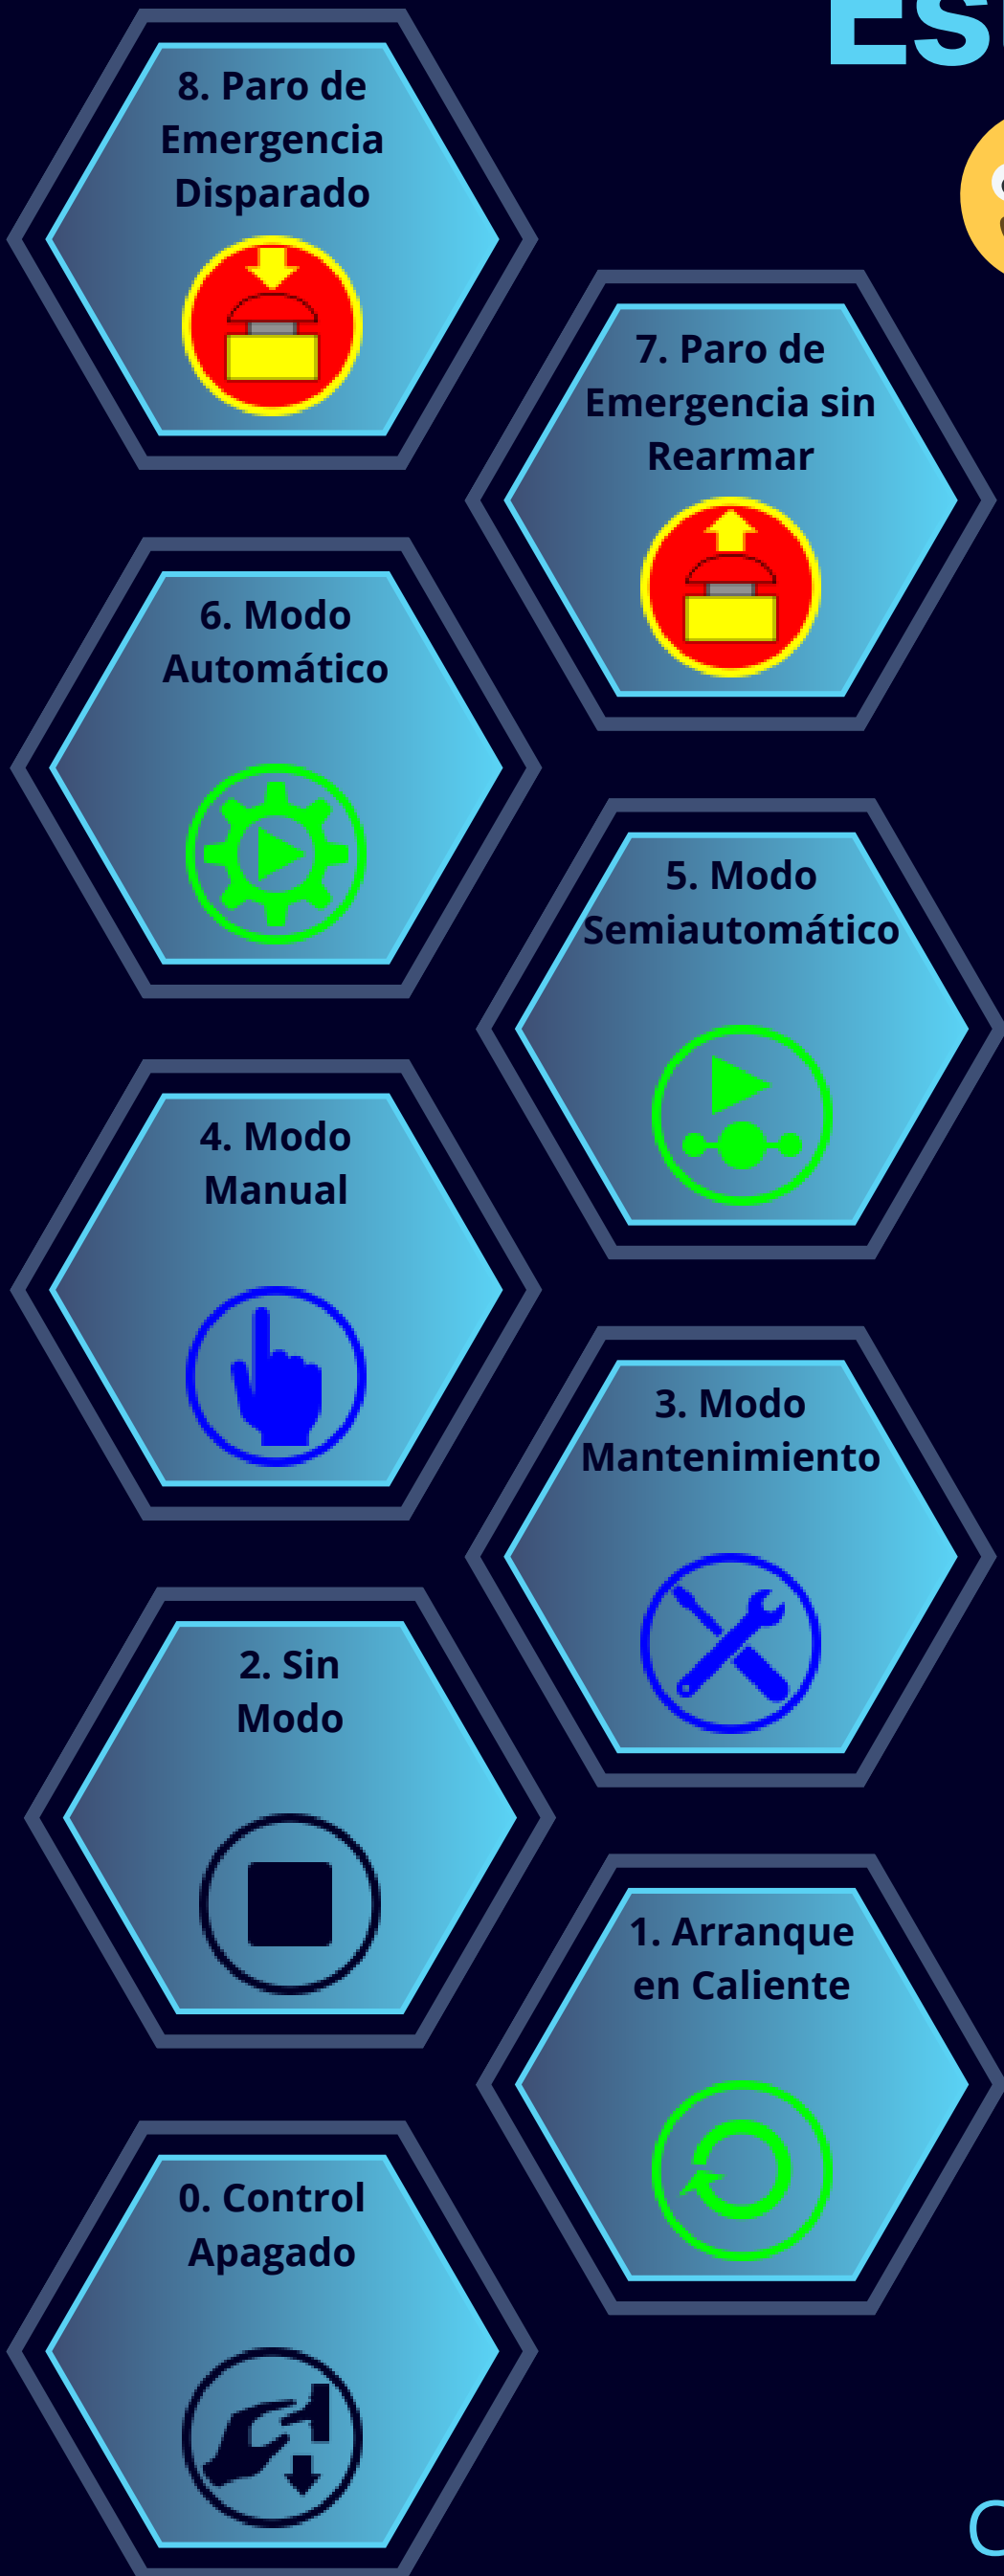 8. Paro de
Emergencia
Disparado
7. Paro de
Emergencia sin
Rearmar
6. Modo
Automático
5. Modo
Semiautomático
4. Modo
Manual
3. Modo
Mantenimiento
2. Sin
Modo
1. Arranque
en Caliente
0. Control
Apagado